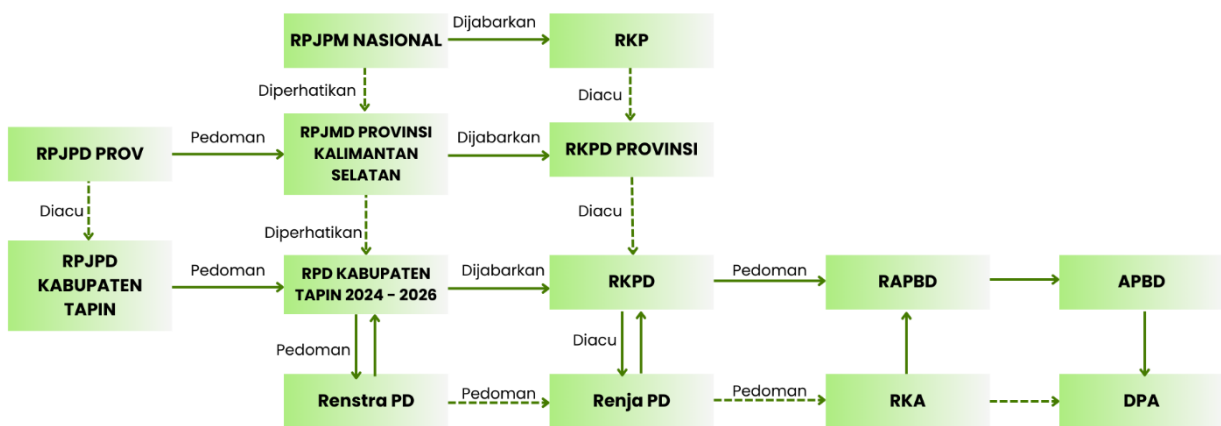 Dijabarkan
RPJPM NASIONAL
RKP
Diperhatikan
Diacu
RPJPD PROV
Pedoman
RPJMD PROVINSI
KALIMANTAN
SELATAN
Dijabarkan
RKPD PROVINSI
Diacu
Diperhatikan
Diacu
RPJPD
KABUPATEN
TAPIN
Pedoman
RPD KABUPATEN
TAPIN 2024 - 2026
Dijabarkan
RKPD
Pedoman
RAPBD
APBD
Pedoman
Diacu
Renstra PD
Pedoman
Renja PD
Pedoman
RKA
DPA